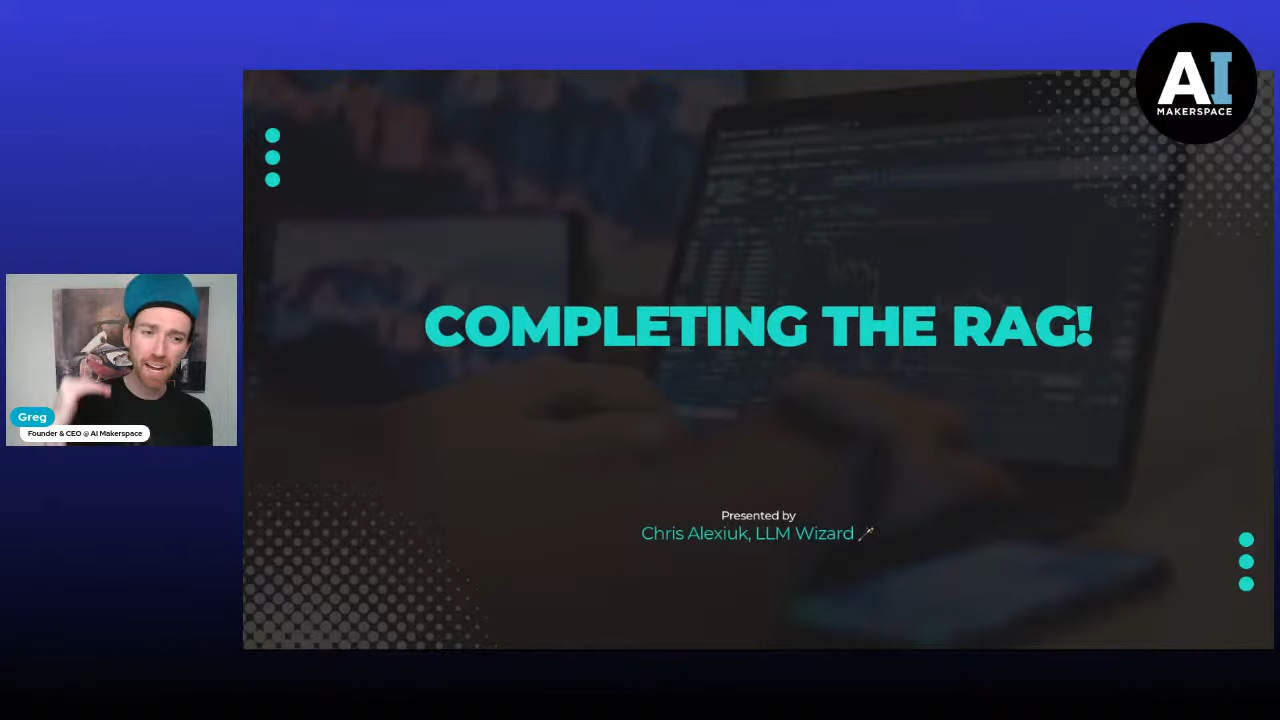 AI
MAKERSPACE
COMPLETING THE RAG!
Greg
Founder & CEO @ AI Makerspace
Presented by
Chris Alexiuk, LLM Wizard